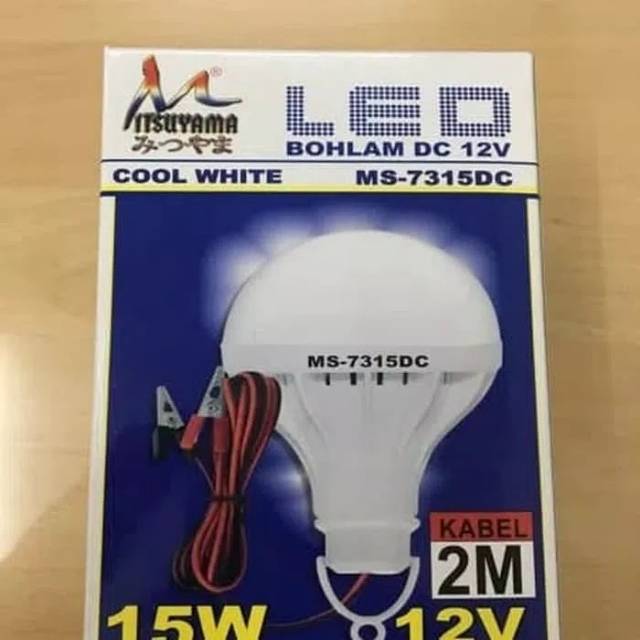 MITSUYAMA®
みつやま
LED
BOHLAM DC 12V
COOL WHITE MS-7315DC
MS-7315DC
KABEL
2M
15W 12V